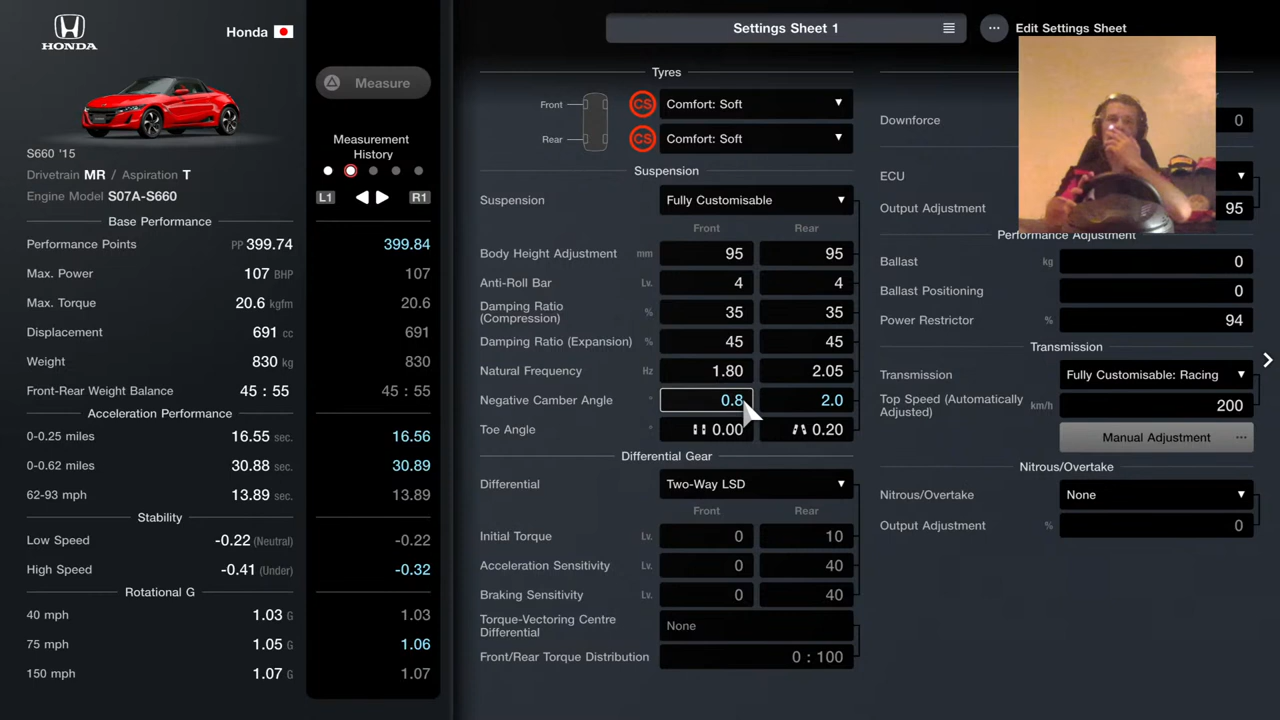 HONDA
Honda
S660 '15
Drivetrain MR / Aspiration T
Engine Model S07A-S660
Base Performance
Performance Points PP 399.74
Max. Power 107 BHP
Max. Torque 20.6 kgfm
Displacement 691 cc
Weight 830 kg
Front-Rear Weight Balance 45 : 55
Acceleration Performance
0-0.25 miles 16.55 sec.
0-0.62 miles 30.88 sec.
62-93 mph 13.89 sec.
Stability
Low Speed -0.22 (Neutral)
High Speed -0.41 (Under)
Rotational G
40 mph 1.03 G
75 mph 1.05 G
150 mph 1.07 G
Measure
Measurement
History
L1 R1
399.84
107
20.6
691
830
45 : 55
16.56
30.89
13.89
-0.22
-0.32
1.03
1.06
1.07
Settings Sheet 1
Edit Settings Sheet
Tyres
Front CS Comfort: Soft
Rear CS Comfort: Soft
Suspension
Suspension Fully Customisable
Front Rear
Body Height Adjustment mm 95 95
Anti-Roll Bar Lv. 4 4
Damping Ratio
(Compression) % 35 35
Damping Ratio (Expansion) % 45 45
Natural Frequency Hz 1.80 2.05
Negative Camber Angle ° 0.8 2.0
Toe Angle ° 0.00 0.20
Differential Gear
Differential Two-Way LSD
Front Rear
Initial Torque Lv. 0 10
Acceleration Sensitivity Lv. 0 40
Braking Sensitivity Lv. 0 40
Torque-Vectoring Centre
Differential None
Front/Rear Torque Distribution 0 : 100
Downforce 0
ECU
Output Adjustment 95
Performance Adjustment
Ballast kg 0
Ballast Positioning 0
Power Restrictor % 94
Transmission
Transmission Fully Customisable: Racing
Top Speed (Automatically
Adjusted) km/h 200
Manual Adjustment
Nitrous/Overtake
Nitrous/Overtake None
Output Adjustment % 0